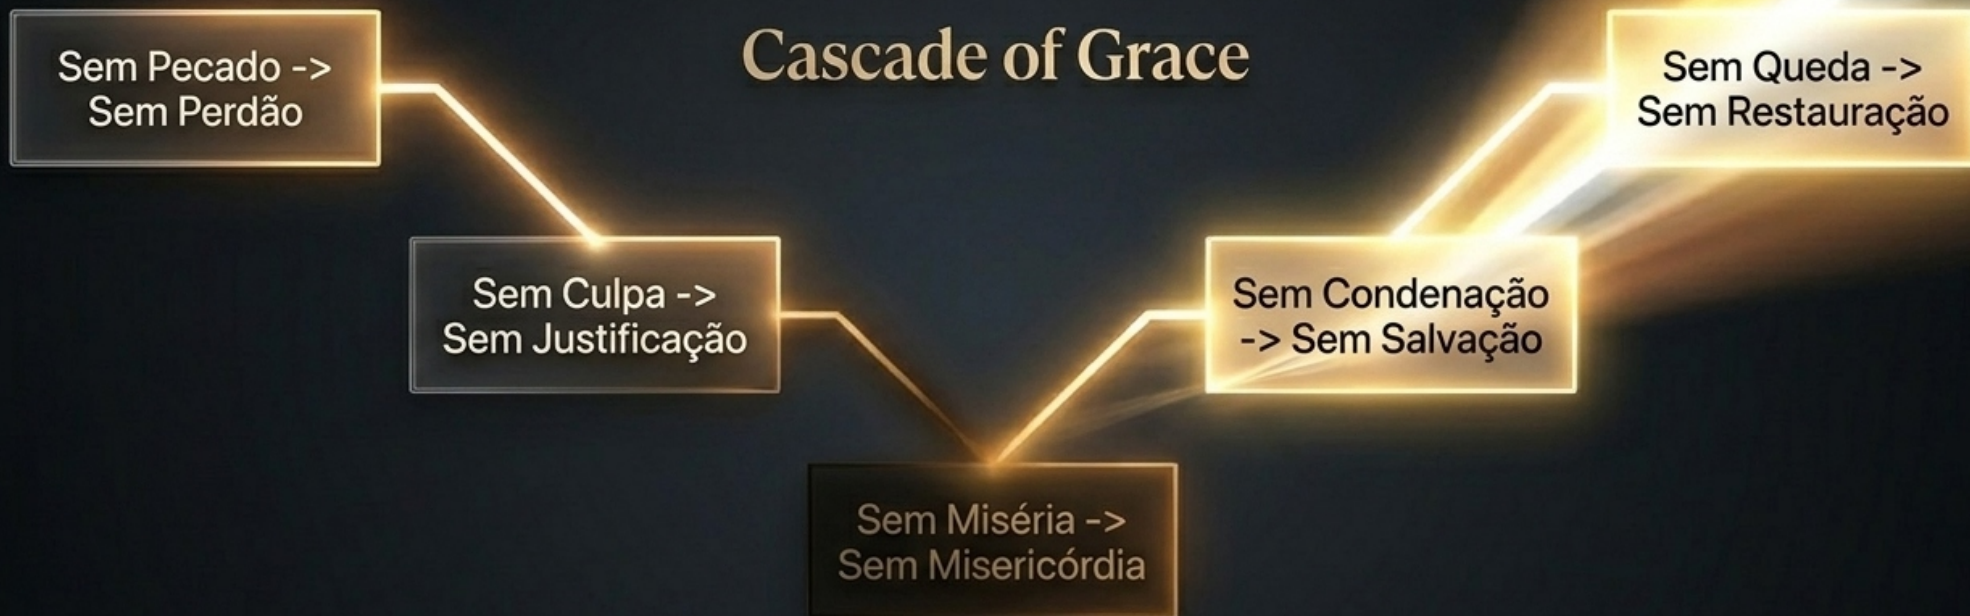 Cascade of Grace
Sem Pecado ->
Sem Perdão
Sem Culpa ->
Sem Justificação
Sem Miséria ->
Sem Misericórdia
Sem Condenação
-> Sem Salvação
Sem Queda ->
Sem Restauração